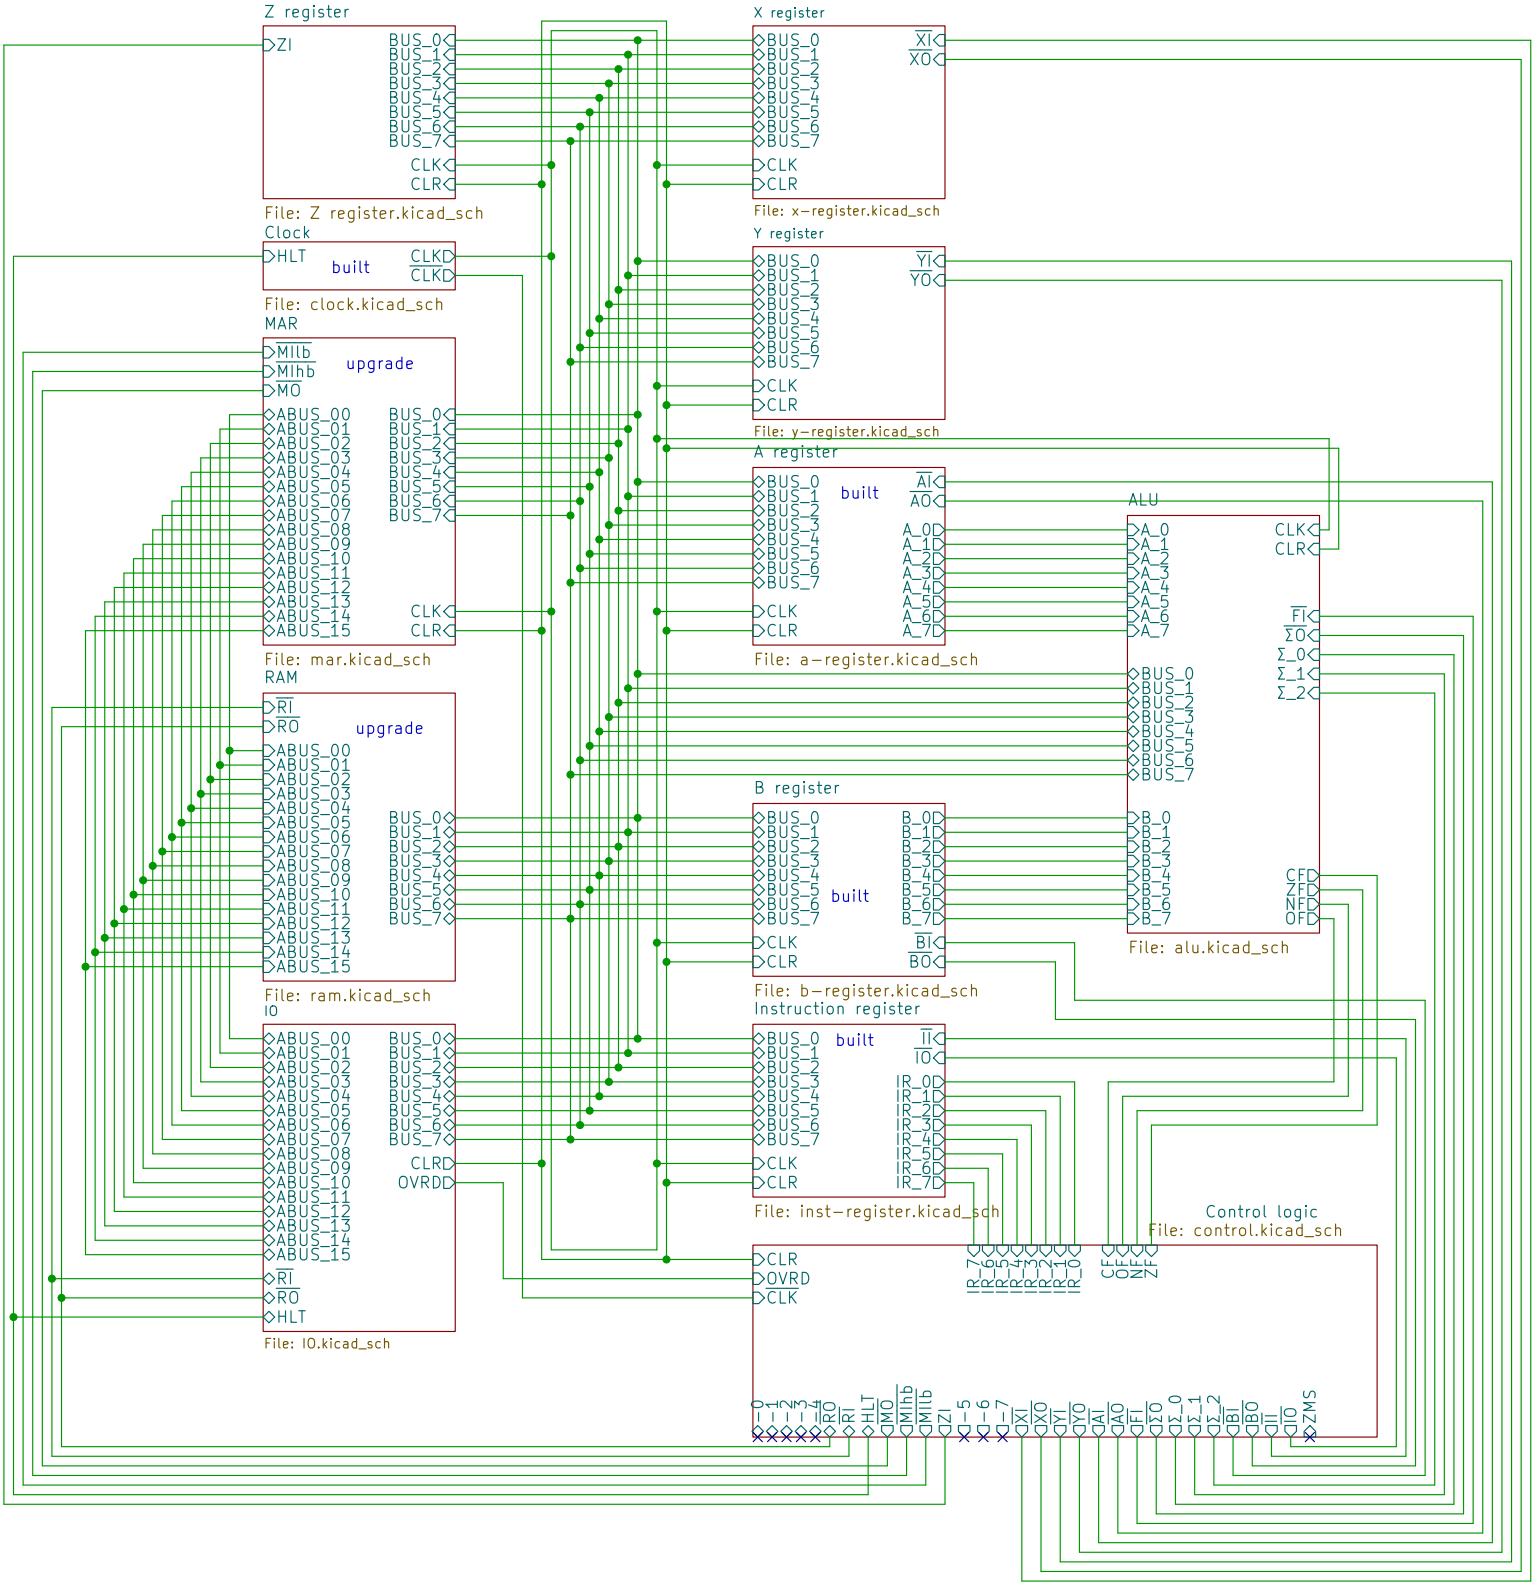 Z register
ZI
BUS_0
BUS_1
BUS_2
BUS_3
BUS_4
BUS_5
BUS_6
BUS_7
CLK
CLR
File: Z register.kicad_sch
Clock
HLT
built
CLK
CLK
File: clock.kicad_sch
MAR
MIlb
MIhb
MO
upgrade
ABUS_00
ABUS_01
ABUS_02
ABUS_03
ABUS_04
ABUS_05
ABUS_06
ABUS_07
ABUS_08
ABUS_09
ABUS_10
ABUS_11
ABUS_12
ABUS_13
ABUS_14
ABUS_15
BUS_0
BUS_1
BUS_2
BUS_3
BUS_4
BUS_5
BUS_6
BUS_7
CLK
CLR
File: mar.kicad_sch
RAM
RI
RO
upgrade
ABUS_00
ABUS_01
ABUS_02
ABUS_03
ABUS_04
ABUS_05
ABUS_06
ABUS_07
ABUS_08
ABUS_09
ABUS_10
ABUS_11
ABUS_12
ABUS_13
ABUS_14
ABUS_15
BUS_0
BUS_1
BUS_2
BUS_3
BUS_4
BUS_5
BUS_6
BUS_7
File: ram.kicad_sch
IO
ABUS_00
ABUS_01
ABUS_02
ABUS_03
ABUS_04
ABUS_05
ABUS_06
ABUS_07
ABUS_08
ABUS_09
ABUS_10
ABUS_11
ABUS_12
ABUS_13
ABUS_14
ABUS_15
RI
RO
HLT
BUS_0
BUS_1
BUS_2
BUS_3
BUS_4
BUS_5
BUS_6
BUS_7
CLR
OVRD
File: IO.kicad_sch
X register
BUS_0
BUS_1
BUS_2
BUS_3
BUS_4
BUS_5
BUS_6
BUS_7
CLK
CLR
XI
XO
File: x-register.kicad_sch
Y register
BUS_0
BUS_1
BUS_2
BUS_3
BUS_4
BUS_5
BUS_6
BUS_7
CLK
CLR
YI
YO
File: y-register.kicad_sch
A register
BUS_0
BUS_1
BUS_2
BUS_3
BUS_4
BUS_5
BUS_6
BUS_7
CLK
CLR
built
AI
AO
A_0
A_1
A_2
A_3
A_4
A_5
A_6
A_7
File: a-register.kicad_sch
ALU
A_0
A_1
A_2
A_3
A_4
A_5
A_6
A_7
BUS_0
BUS_1
BUS_2
BUS_3
BUS_4
BUS_5
BUS_6
BUS_7
B_0
B_1
B_2
B_3
B_4
B_5
B_6
B_7
CLK
CLR
FI
ΣO
Σ_0
Σ_1
Σ_2
CF
ZF
NF
OF
File: alu.kicad_sch
B register
BUS_0
BUS_1
BUS_2
BUS_3
BUS_4
BUS_5
BUS_6
BUS_7
CLK
CLR
built
B_0
B_1
B_2
B_3
B_4
B_5
B_6
B_7
BI
BO
File: b-register.kicad_sch
Instruction register
BUS_0
BUS_1
BUS_2
BUS_3
BUS_4
BUS_5
BUS_6
BUS_7
CLK
CLR
built
II
IO
IR_0
IR_1
IR_2
IR_3
IR_4
IR_5
IR_6
IR_7
File: inst-register.kicad_sch
Control logic
File: control.kicad_sch
CLR
OVRD
CLK
IR_7
IR_6
IR_5
IR_4
IR_3
IR_2
IR_1
IR_0
CF
OF
NF
ZF
-0
-1
-2
-3
-4
RO
RI
HLT
MO
MIhb
MIlb
ZI
-5
-6
-7
XI
XO
YI
YO
AI
AO
FI
ΣO
Σ_0
Σ_1
Σ_2
BI
BO
II
IO
ZMS